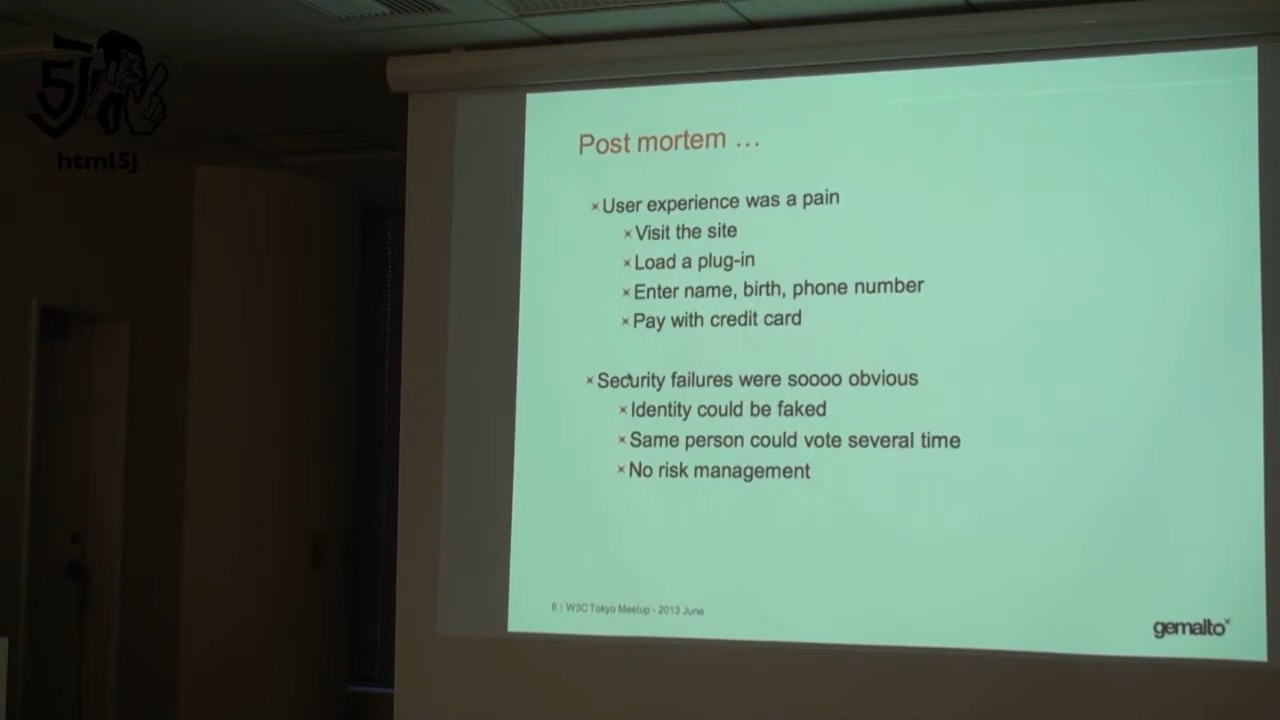 5J
html5j
Post mortem …
User experience was a pain
Visit the site
Load a plug-in
Enter name, birth, phone number
Pay with credit card
Security failures were soooo obvious
Identity could be faked
Same person could vote several time
No risk management
6 | W3C Tokyo Meetup - 2013 June
gemalto